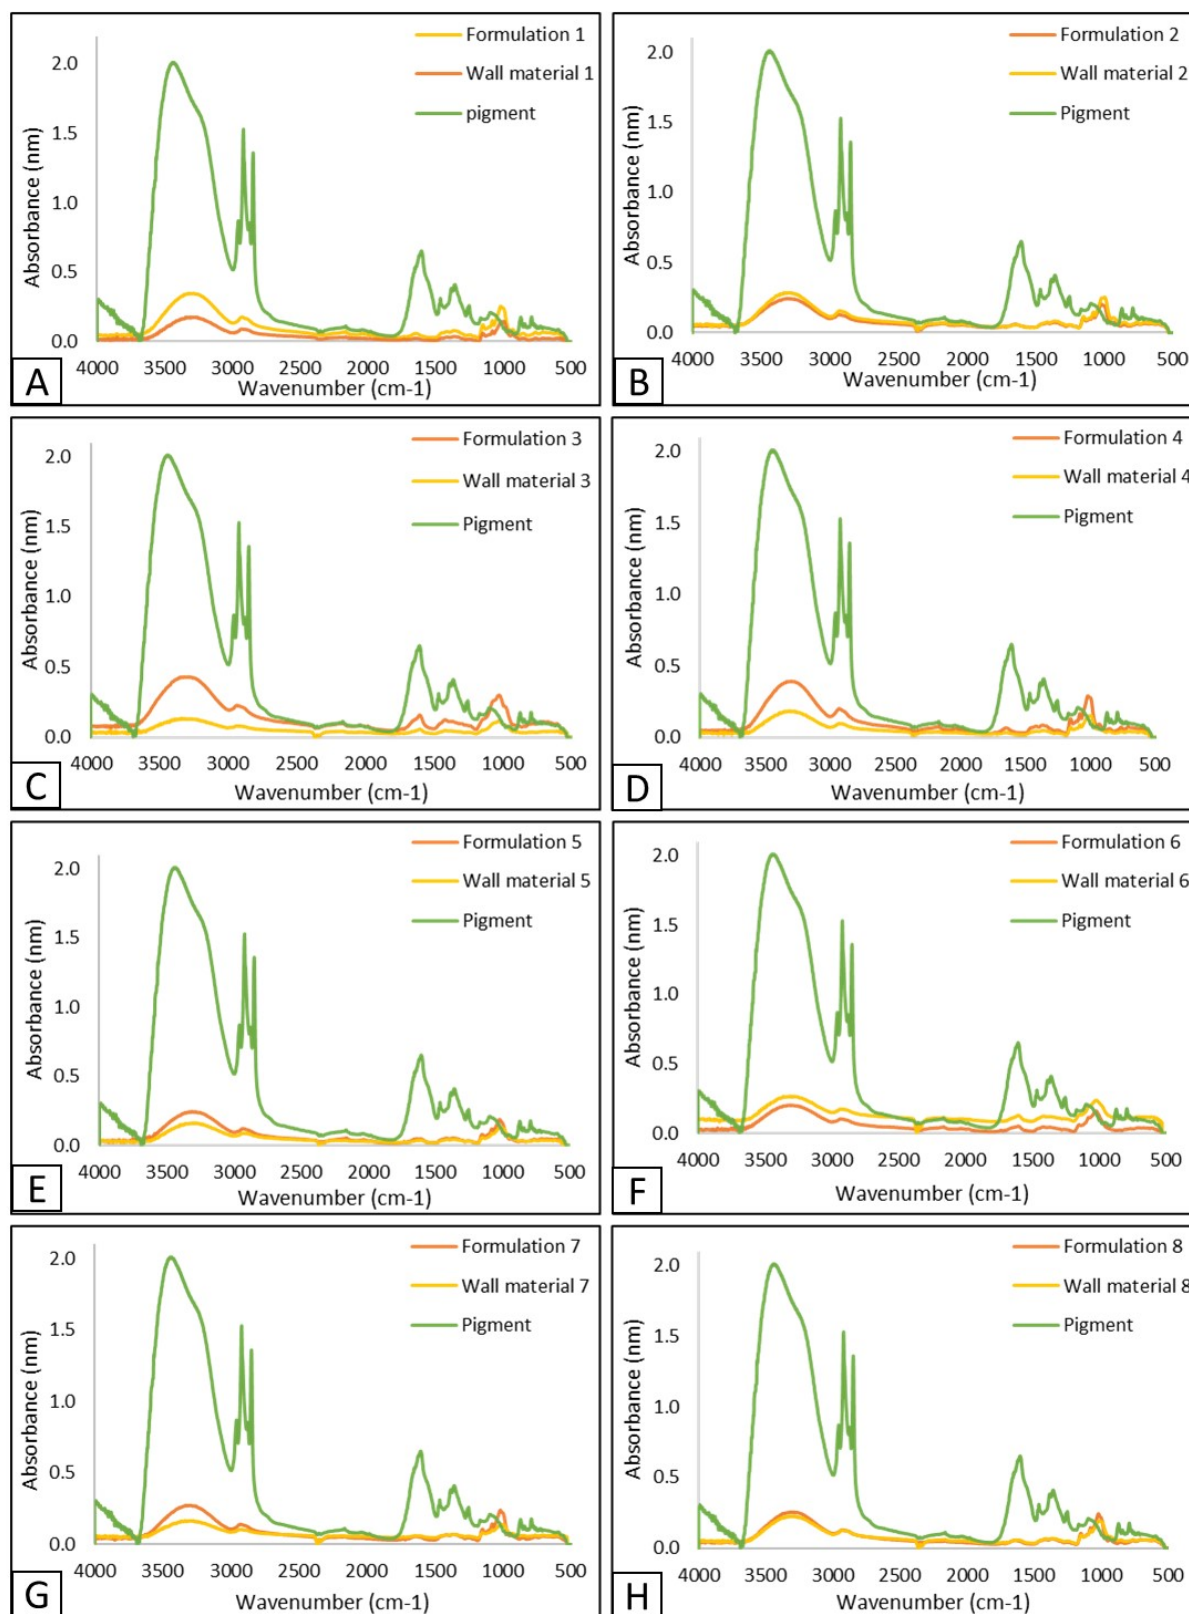 Formulation 1
Wall material 1
pigment
2.0
1.5
1.0
0.5
0.0
Absorbance (nm)
4000 3500 3000 2500 2000 1500 1000 500
Wavenumber (cm-1)
A
Formulation 2
Wall material 2
Pigment
2.0
1.5
1.0
0.5
0.0
Absorbance (nm)
4000 3500 3000 2500 2000 1500 1000 500
Wavenumber (cm-1)
B
Formulation 3
Wall material 3
Pigment
2.0
1.5
1.0
0.5
0.0
Absorbance (nm)
4000 3500 3000 2500 2000 1500 1000 500
Wavenumber (cm-1)
C
Formulation 4
Wall material 4
Pigment
2.0
1.5
1.0
0.5
0.0
Absorbance (nm)
4000 3500 3000 2500 2000 1500 1000 500
Wavenumber (cm-1)
D
Formulation 5
Wall material 5
Pigment
2.0
1.5
1.0
0.5
0.0
Absorbance (nm)
4000 3500 3000 2500 2000 1500 1000 500
Wavenumber (cm-1)
E
Formulation 6
Wall material 6
Pigment
2.0
1.5
1.0
0.5
0.0
Absorbance (nm)
4000 3500 3000 2500 2000 1500 1000 500
Wavenumber (cm-1)
F
Formulation 7
Wall material 7
Pigment
2.0
1.5
1.0
0.5
0.0
Absorbance (nm)
4000 3500 3000 2500 2000 1500 1000 500
Wavenumber (cm-1)
G
Formulation 8
Wall material 8
Pigment
2.0
1.5
1.0
0.5
0.0
Absorbance (nm)
4000 3500 3000 2500 2000 1500 1000 500
Wavenumber (cm-1)
H